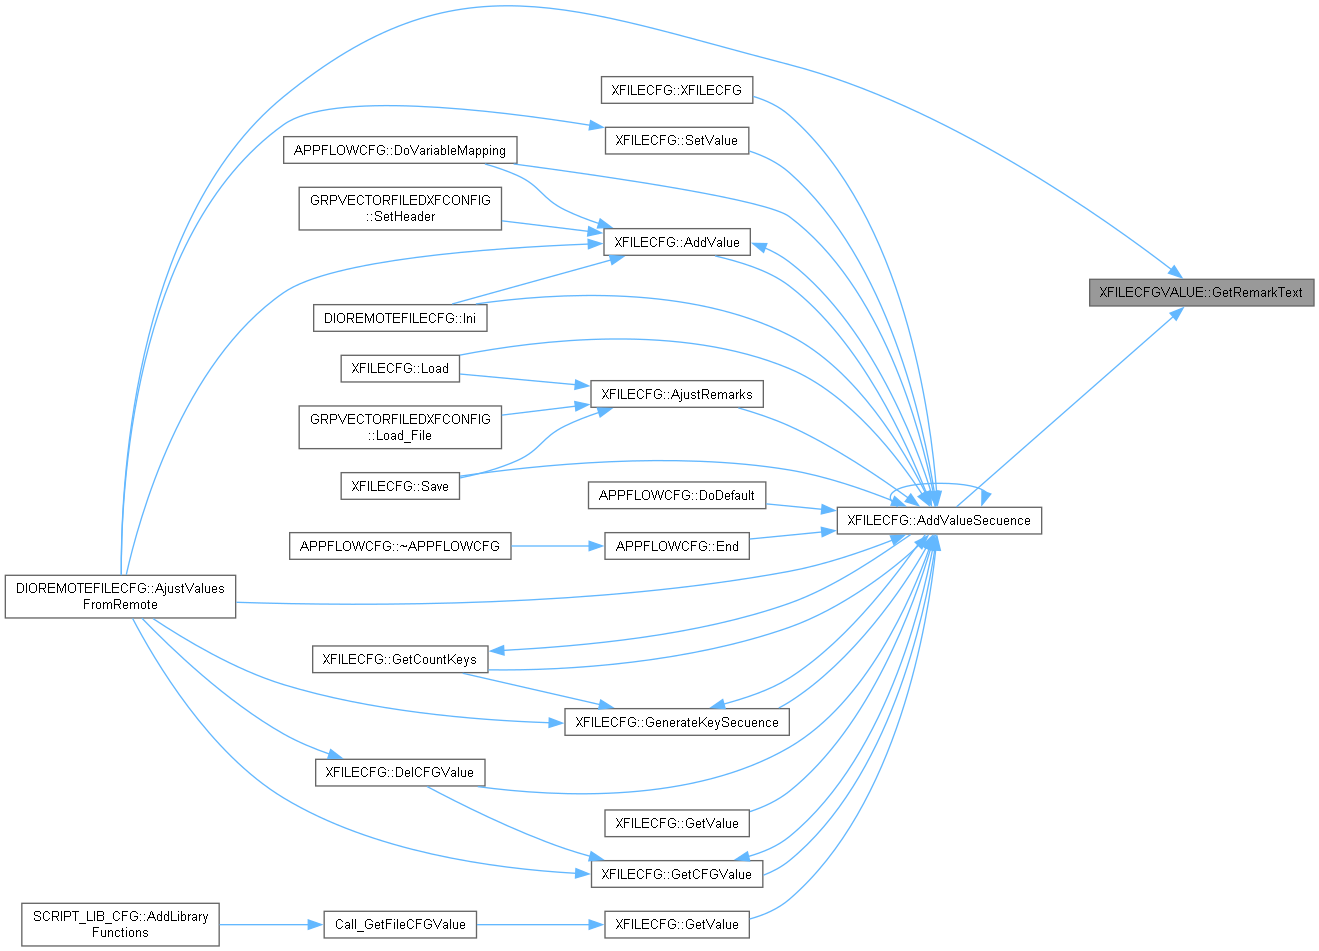 XFILECFG::XFILECFG
XFILECFG::SetValue
APPFLOWCFG::DoVariableMapping
GRPVECTORFILEDXFCONFIG
::SetHeader
XFILECFG::AddValue
XFILECFGVALUE::GetRemarkText
DIOREMOTEFILECFG::Ini
XFILECFG::Load
XFILECFG::AjustRemarks
GRPVECTORFILEDXFCONFIG
::Load_File
XFILECFG::Save
APPFLOWCFG::DoDefault
XFILECFG::AddValueSecuence
APPFLOWCFG::~APPFLOWCFG
APPFLOWCFG::End
DIOREMOTEFILECFG::AjustValues
FromRemote
XFILECFG::GetCountKeys
XFILECFG::GenerateKeySecuence
XFILECFG::DelCFGValue
XFILECFG::GetValue
XFILECFG::GetCFGValue
SCRIPT_LIB_CFG::AddLibrary
Functions
Call_GetFileCFGValue
XFILECFG::GetValue